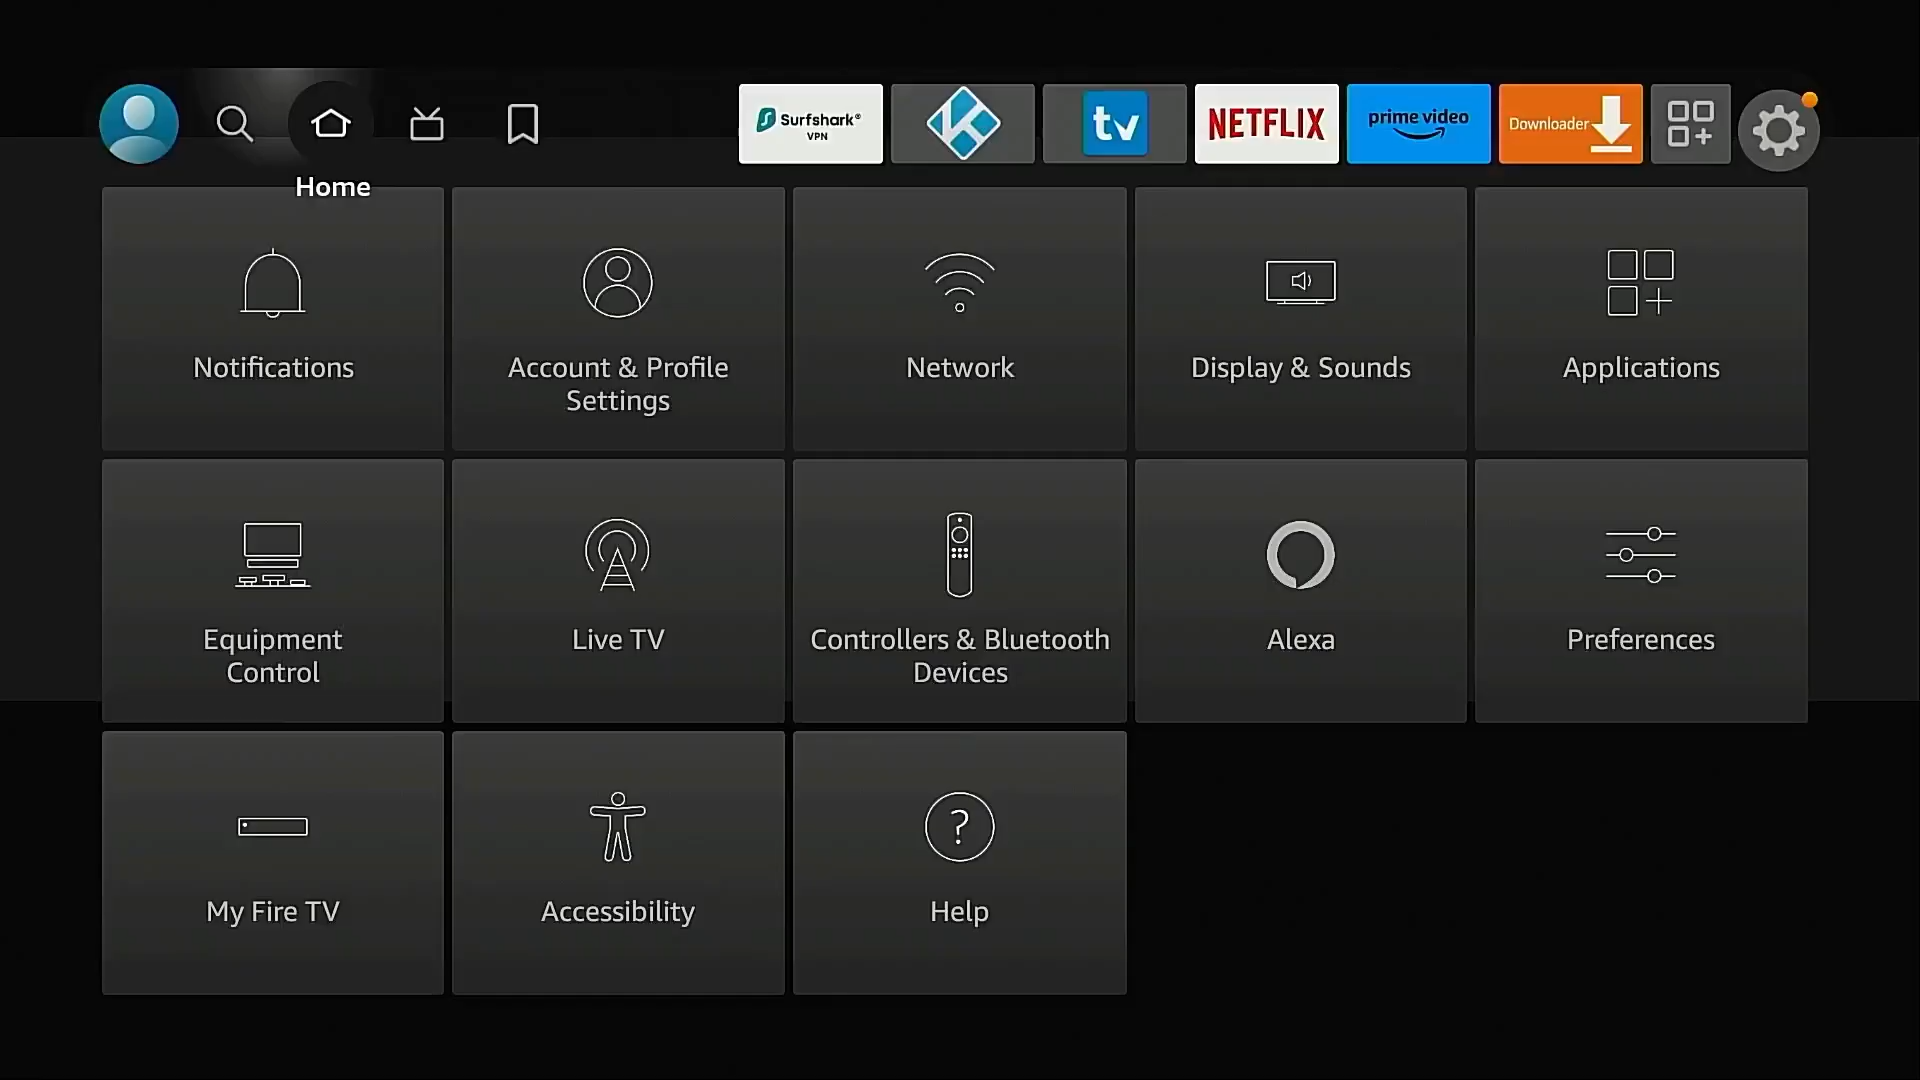 Surfshark®
VPN
tv
NETFLIX
prime video
Downloader
Home
Notifications
Account & Profile
Settings
Network
Display & Sounds
Applications
Equipment
Control
Live TV
Controllers & Bluetooth
Devices
Alexa
Preferences
My Fire TV
Accessibility
?
Help